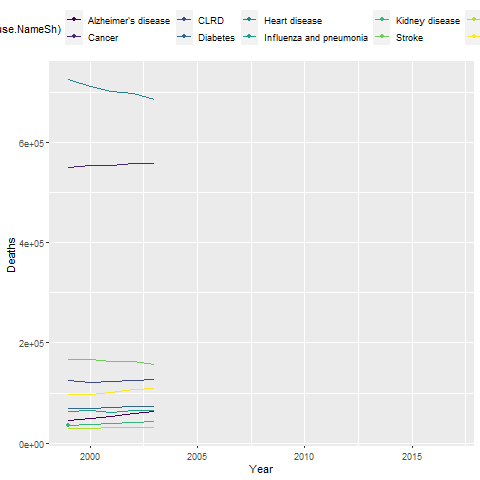 use.NameSh)
Alzheimer's disease CLRD Heart disease Kidney disease
Cancer Diabetes Influenza and pneumonia Stroke
6e+05
4e+05
2e+05
0e+00
Deaths
2000 2005 2010 2015
Year